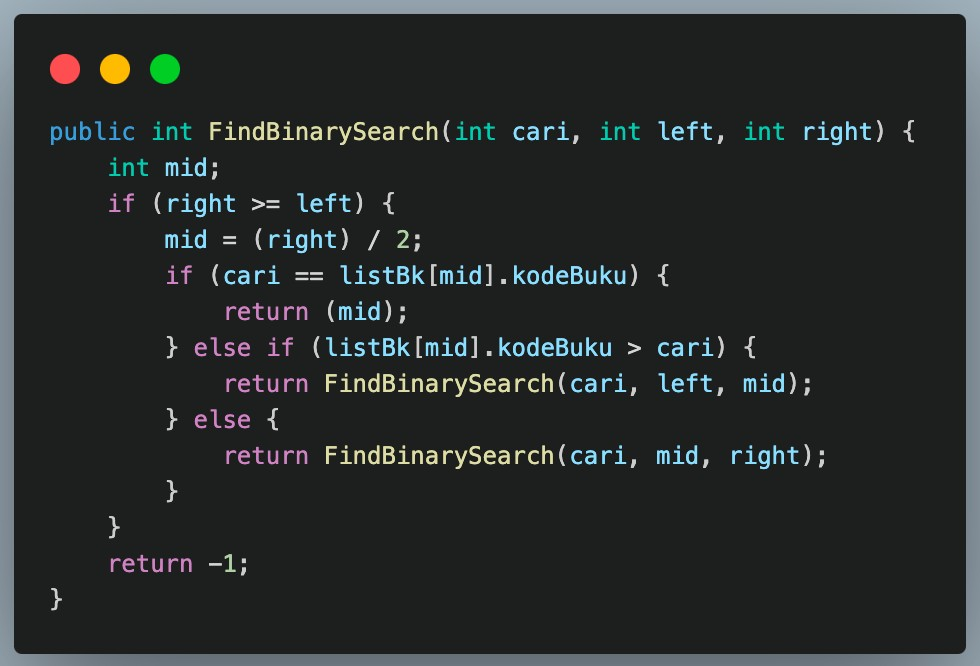 public int FindBinarySearch(int cari, int left, int right) {
    int mid;
    if (right >= left) {
        mid = (right) / 2;
        if (cari == listBk[mid].kodeBuku) {
            return (mid);
        } else if (listBk[mid].kodeBuku > cari) {
            return FindBinarySearch(cari, left, mid);
        } else {
            return FindBinarySearch(cari, mid, right);
        }
    }
    return -1;
}